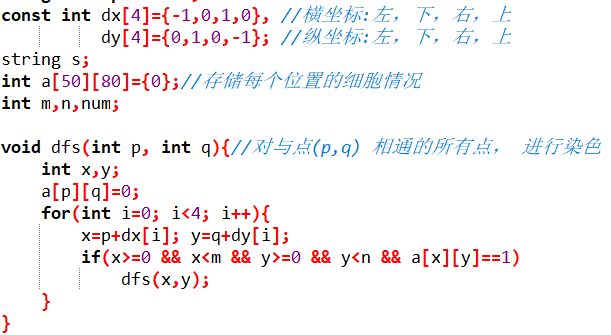 const int dx[4]={-1,0,1,0}, //横坐标:左，下，右，上
dy[4]={0,1,0,-1}; //纵坐标:左，下，右，上
string s;
int a[50][80]={0};//存储每个位置的细胞情况
int m,n,num;
void dfs(int p, int q){//对与点(p,q) 相通的所有点， 进行染色
int x,y;
a[p][q]=0;
for(int i=0; i<4; i++){
x=p+dx[i]; y=q+dy[i];
if(x>=0 && x<m && y>=0 && y<n && a[x][y]==1)
dfs(x,y);
}
}